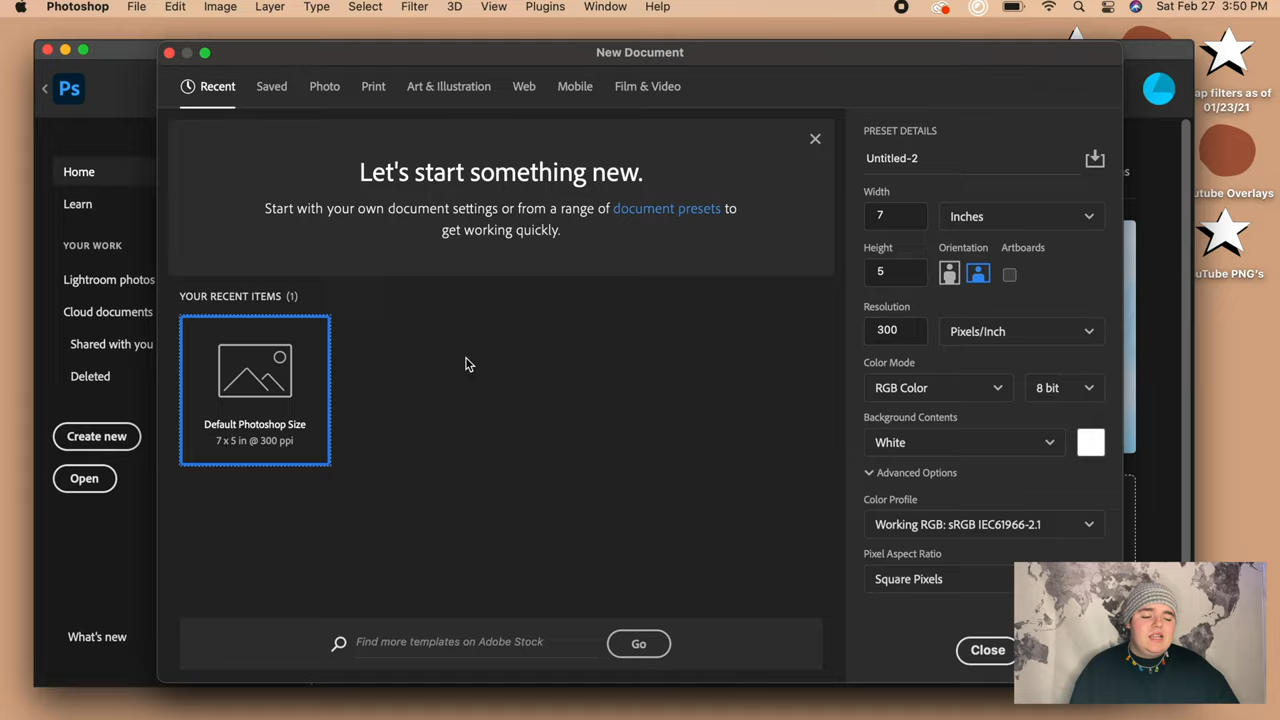 Photoshop File Edit Image Layer Type Select Filter 3D View Plugins Window Help Sat Feb 27 3:50 PM
New Document
Ps
Recent Saved Photo Print Art & Illustration Web Mobile Film & Video
ap filters as of
01/23/21
Let's start something new.
Start with your own document settings or from a range of document presets to
get working quickly.
PRESET DETAILS
Untitled-2
Home
Learn
YOUR WORK
Lightroom photos
Cloud documents
Shared with you
Deleted
Create new
Open
What's new
Width
7 Inches
Height Orientation Artboards
5
Resolution
300 Pixels/Inch
Color Mode
RGB Color 8 bit
Background Contents
White
Advanced Options
Color Profile
Working RGB: sRGB IEC61966-2.1
Pixel Aspect Ratio
Square Pixels
YOUR RECENT ITEMS (1)
Default Photoshop Size
7 x 5 in @ 300 ppi
Find more templates on Adobe Stock Go
Close
utube Overlays
uTube PNG's